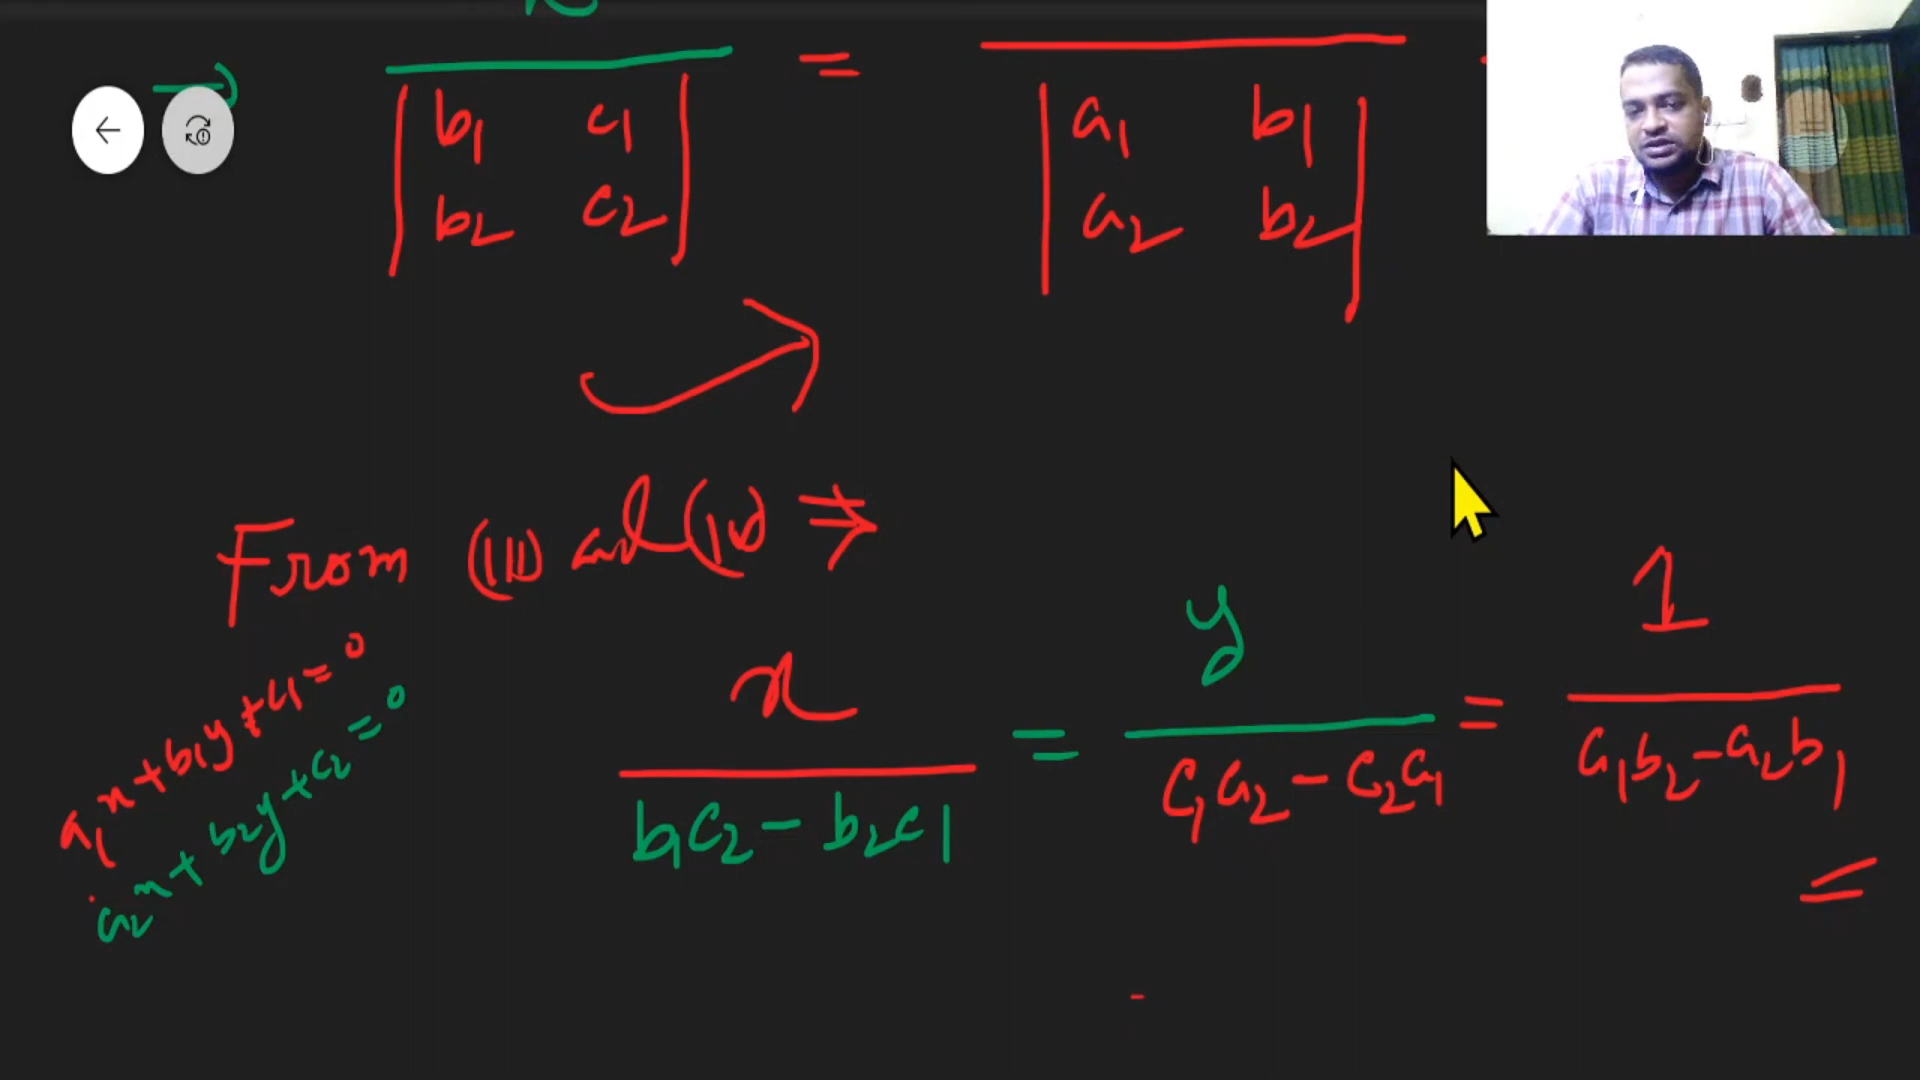 =
b1 c1
b2 c2
a1 b1
a2 b2
From (III) and (IV) ⇒
a1x+b1y+c1=0
a2x+b2y+c2=0
x = y = 1
b1c2-b2c1 c1a2-c2a1 a1b2-a2b1